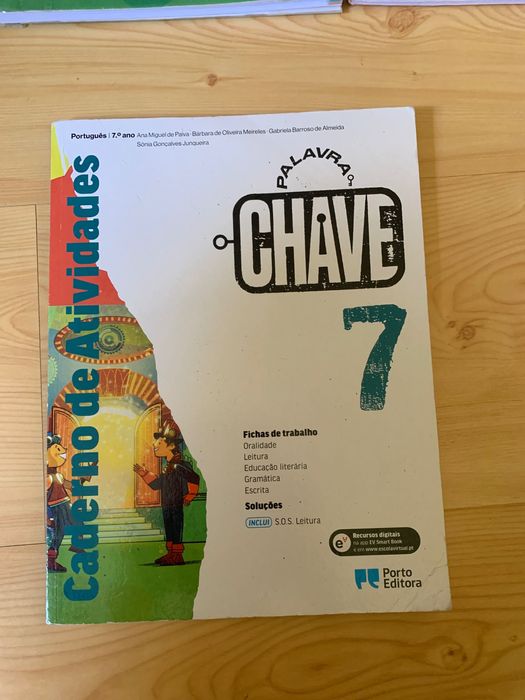 Português | 7.º ano Ana Miguel de Paiva · Bárbara de Oliveira Meireles · Gabriela Barroso de Almeida
Sónia Gonçalves Junqueira
Caderno de Atividades
PALAVRA
CHAVE
7
Fichas de trabalho
Oralidade
Leitura
Educação literária
Gramática
Escrita
Soluções
INCLUI S.O.S. Leitura
e Recursos digitais
na app EV Smart Book
e em www.escolavirtual.pt
Porto
Editora